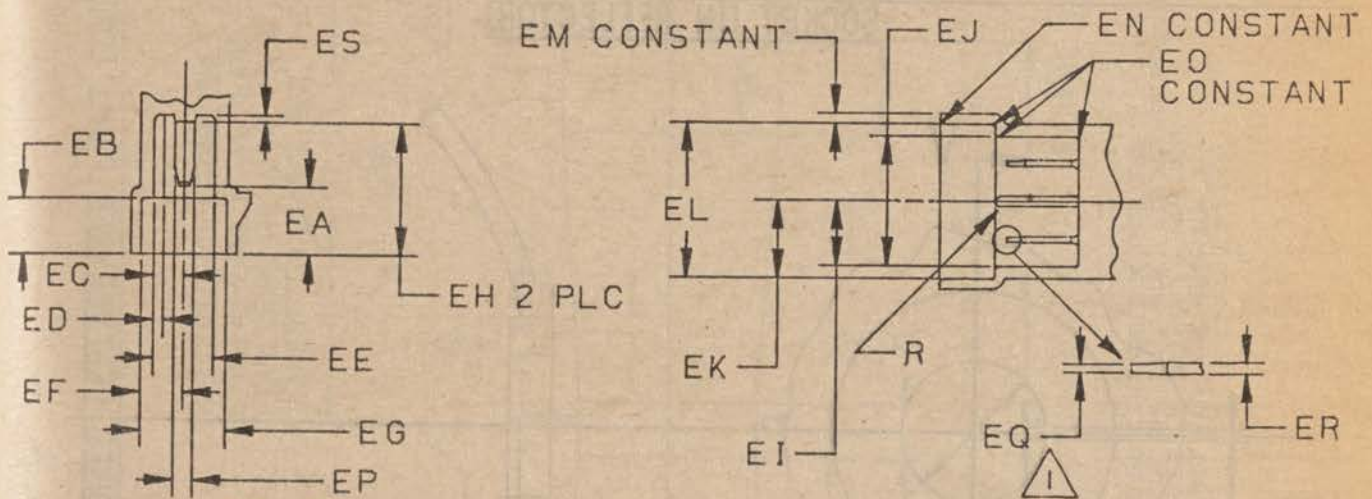 ES
EB
EA
EC
EH 2 PLC
ED
EE
EF
EG
EP
EM CONSTANT
EJ
EN CONSTANT
EO
CONSTANT
EL
EK
R
EI
EQ
ER
1